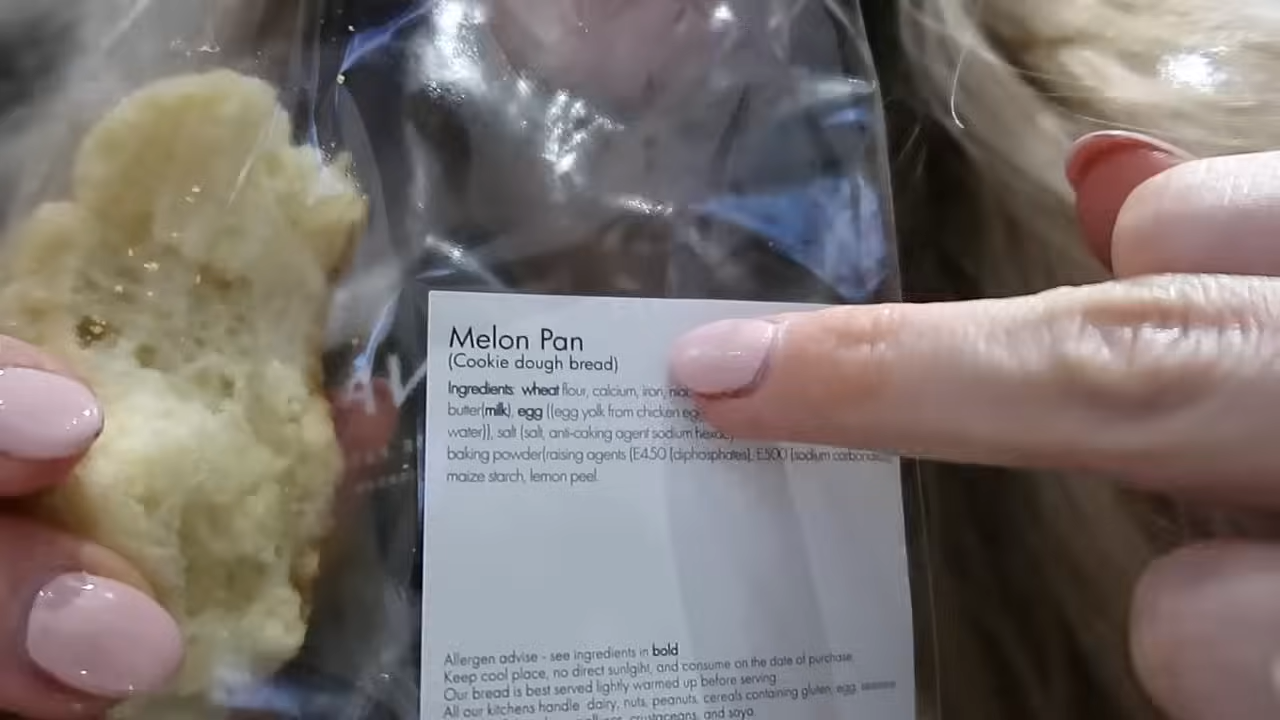 Melon Pan
(Cookie dough bread)
Ingredients: wheat flour, calcium, iron,
butter(milk), egg ((egg yolk from chicken
water)), salt (salt, anti-caking agent sodium
baking powder(raising agents (E450 [diphosphates], E500 [sodium
maize starch, lemon peel.
Allergen advise - see ingredients in bold
Keep cool place, no direct sunlgiht, and consume on the date of purchase.
Our bread is best served lightly warmed up before serving
All our kitchens handle dairy, nuts, peanuts, cereals containing gluten, egg,
crustaceans, and soya.